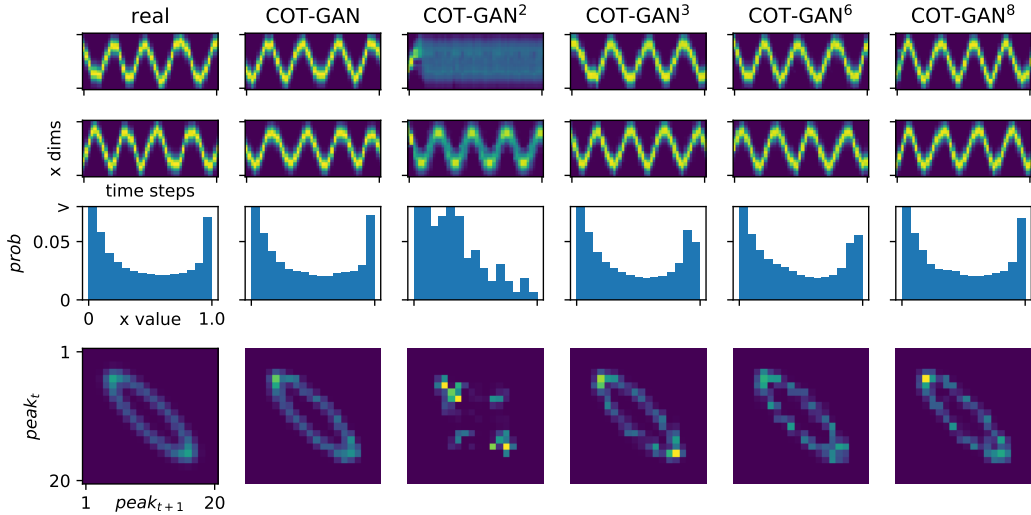 real COT-GAN COT-GAN² COT-GAN³ COT-GAN⁶ COT-GAN⁸
x dims
time steps
>
0.05
prob
0
0 x value 1.0
1
peak_t
20
1 peak_{t+1} 20